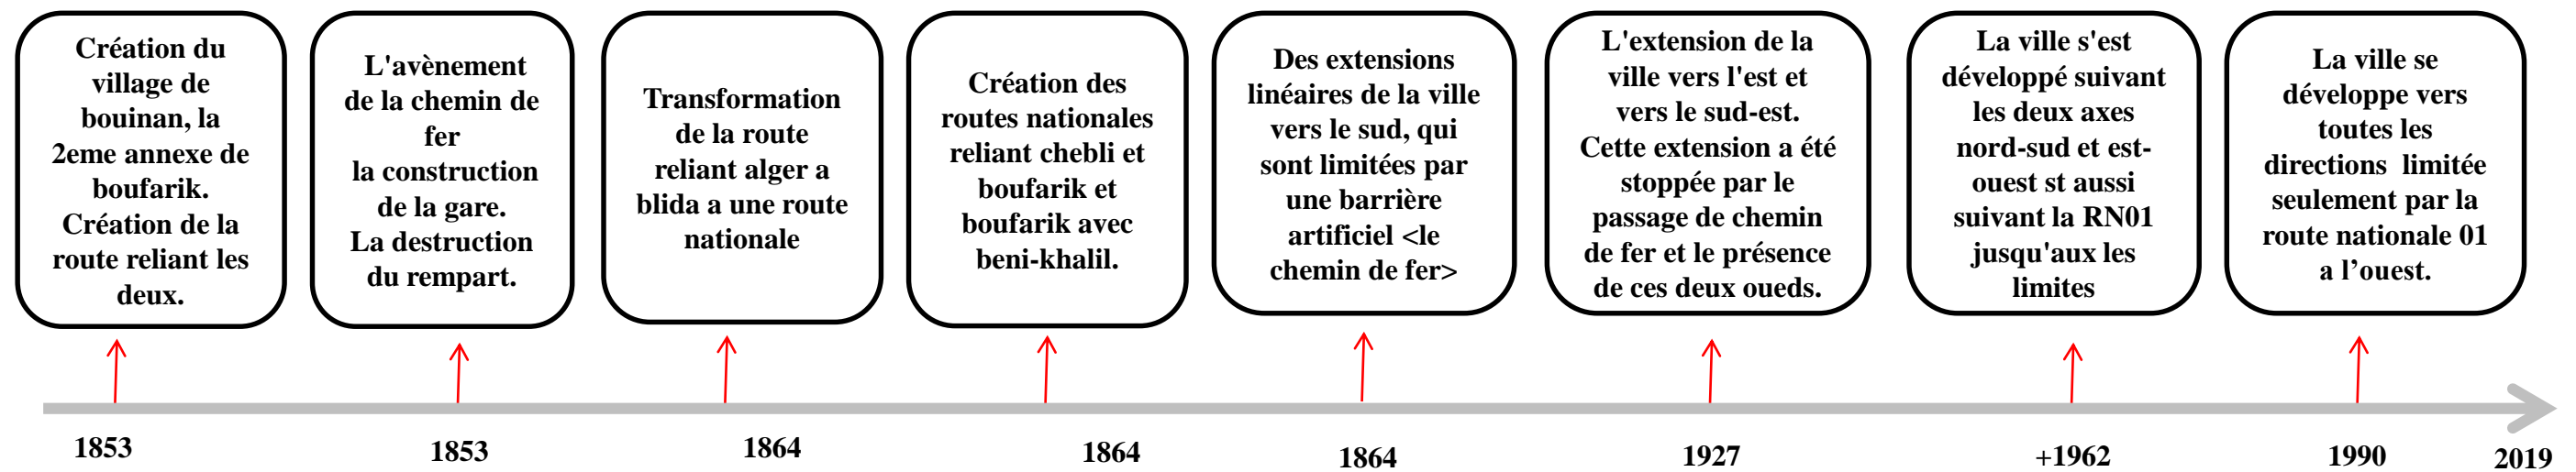 Création du
village de
bouinan, la
2eme annexe de
boufarik.
Création de la
route reliant les
deux.
L'avènement
de la chemin de
fer
la construction
de la gare.
La destruction
du rempart.
Transformation
de la route
reliant alger a
blida a une route
nationale
Création des
routes nationales
reliant chebli et
boufarik et
boufarik avec
beni-khalil.
Des extensions
linéaires de la ville
vers le sud, qui
sont limitées par
une barrière
artificiel <le
chemin de fer>
L'extension de la
ville vers l'est et
vers le sud-est.
Cette extension a été
stoppée par le
passage de chemin
de fer et le présence
de ces deux oueds.
La ville s'est
développé suivant
les deux axes
nord-sud et est-
ouest st aussi
suivant la RN01
jusqu'aux les
limites
La ville se
développe vers
toutes les
directions limitée
seulement par la
route nationale 01
a l’ouest.
1853
1853
1864
1864
1864
1927
+1962
1990
2019